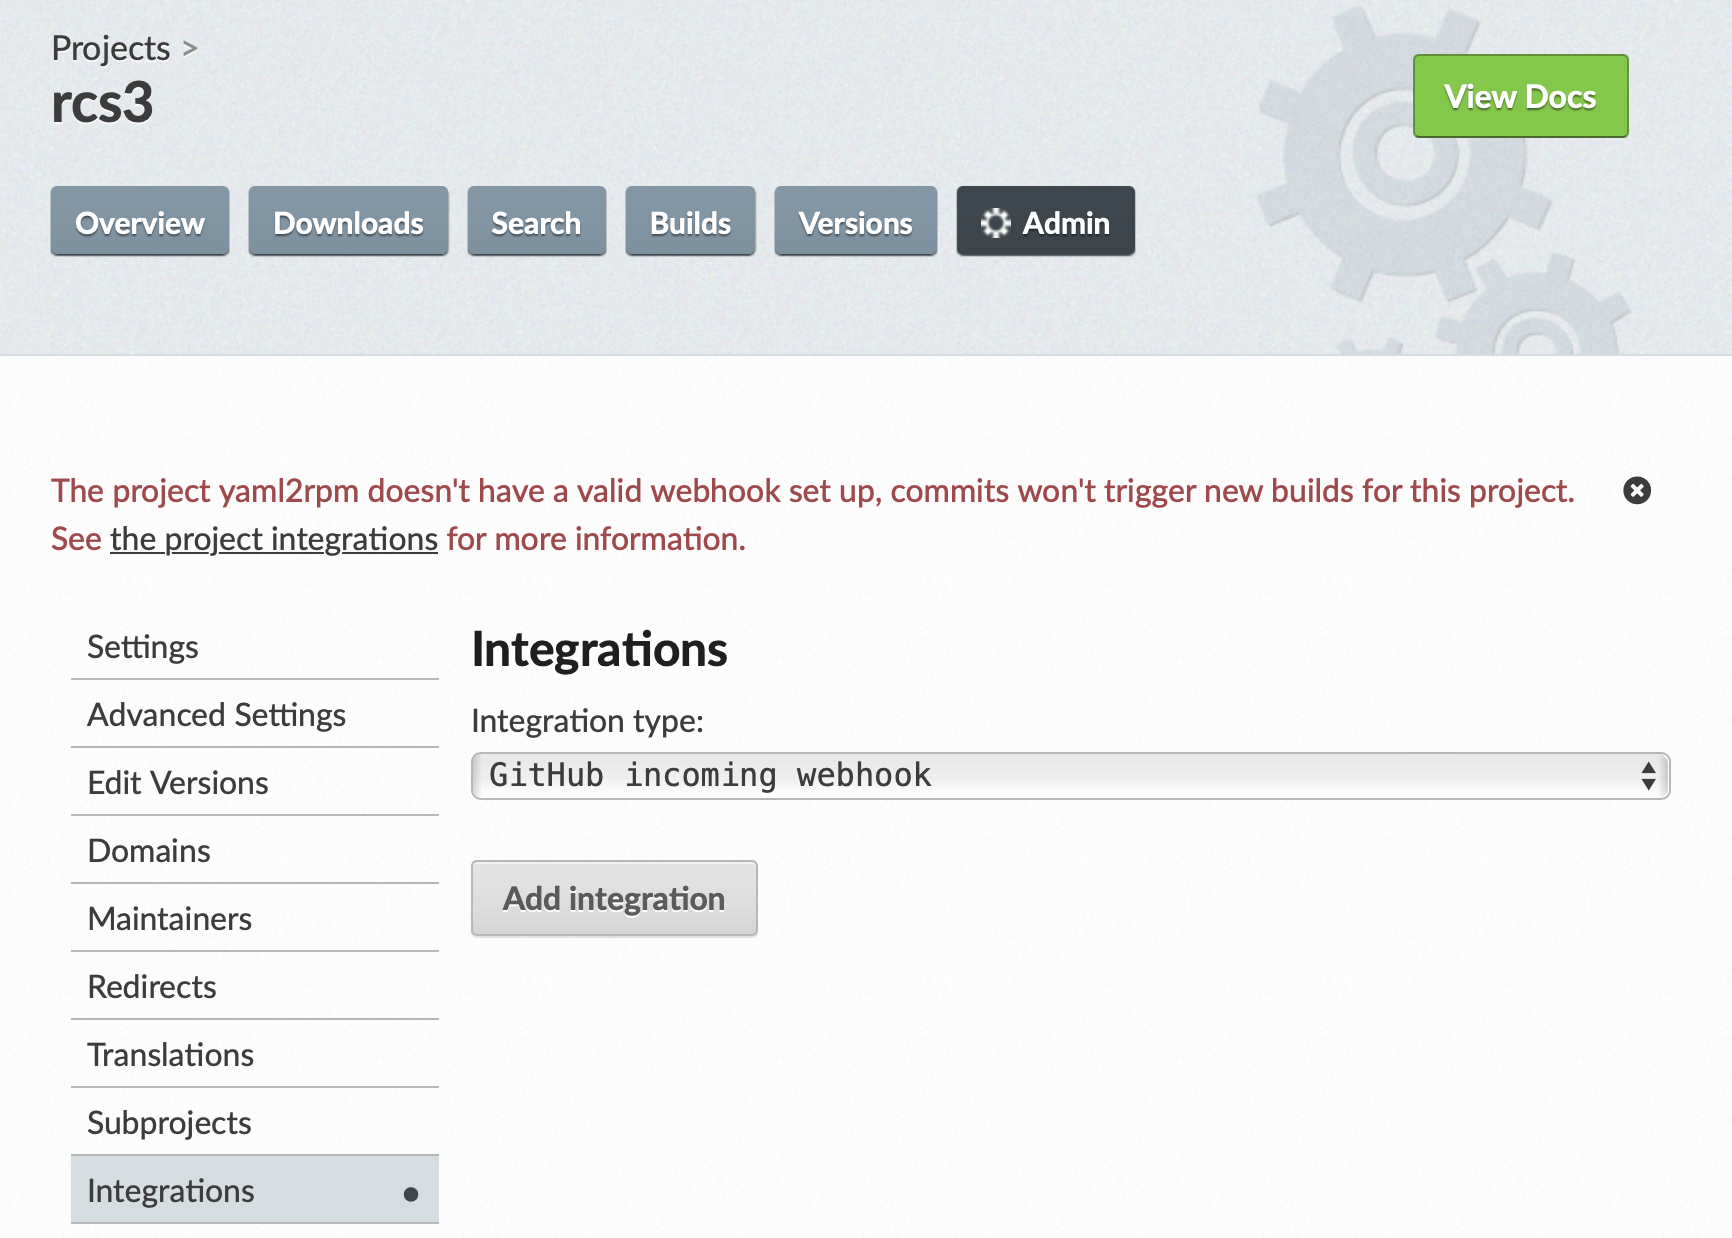 Projects >
rcs3
View Docs
Overview
Downloads
Search
Builds
Versions
Admin
The project yaml2rpm doesn't have a valid webhook set up, commits won't trigger new builds for this project.
See the project integrations for more information.
Settings
Advanced Settings
Edit Versions
Domains
Maintainers
Redirects
Translations
Subprojects
Integrations
Integrations
Integration type:
GitHub incoming webhook
Add integration